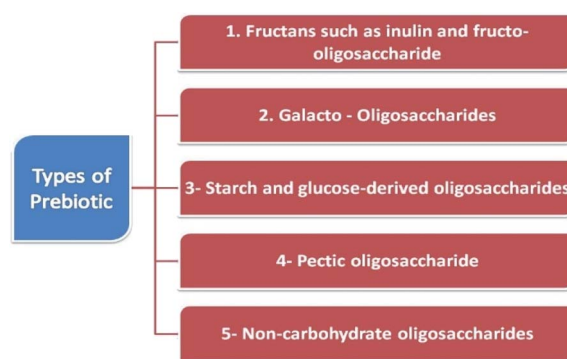 Types of
Prebiotic
1. Fructans such as inulin and fructo-
oligosaccharide
2. Galacto - Oligosaccharides
3- Starch and glucose-derived oligosaccharides
4- Pectic oligosaccharide
5- Non-carbohydrate oligosaccharides